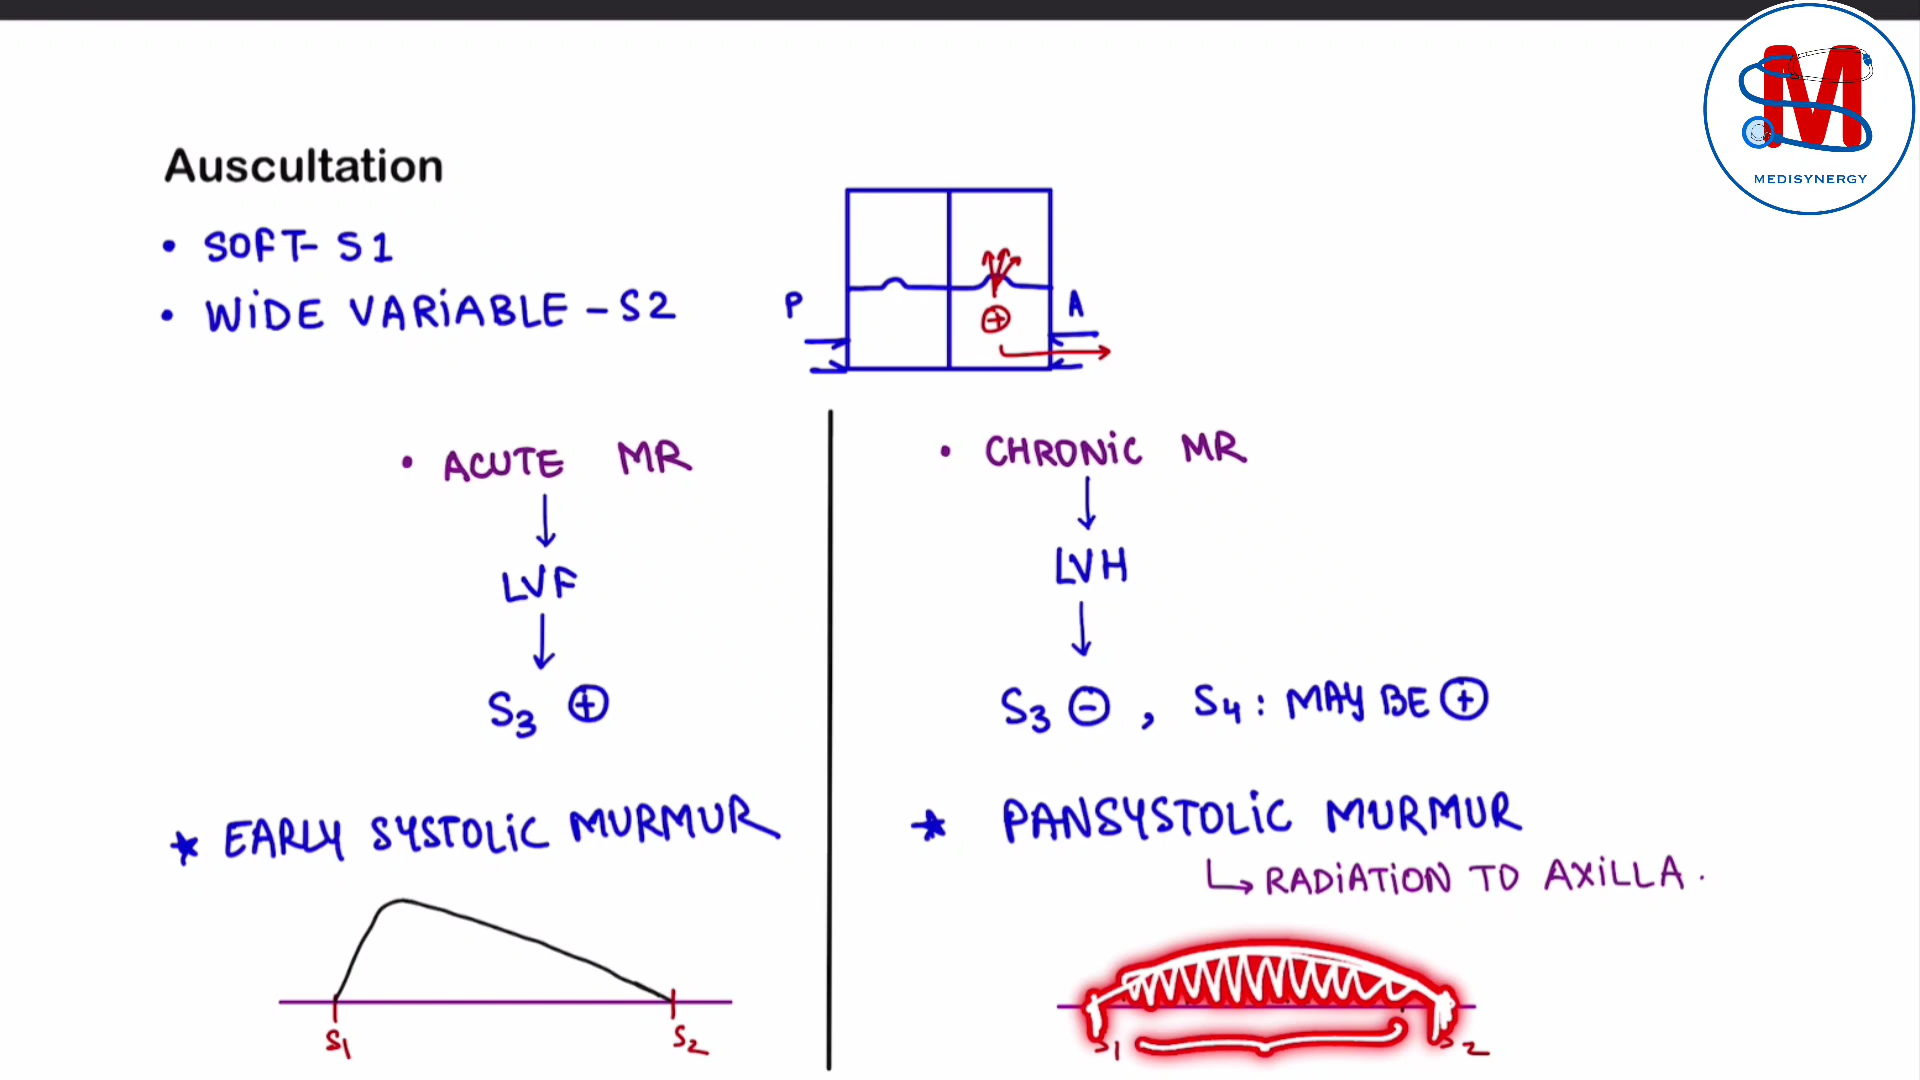 MEDISYNERGY
Auscultation
• SOFT- S1
• WIDE VARIABLE - S2
P
A
• ACUTE MR
LVF
S3 ⊕
★ EARLY SYSTOLIC MURMUR
S1
S2
• CHRONIC MR
LVH
S3 ⊖ , S4 : MAY BE ⊕
★ PANSYSTOLIC MURMUR
↳ RADIATION TO AXILLA .
S1
S2